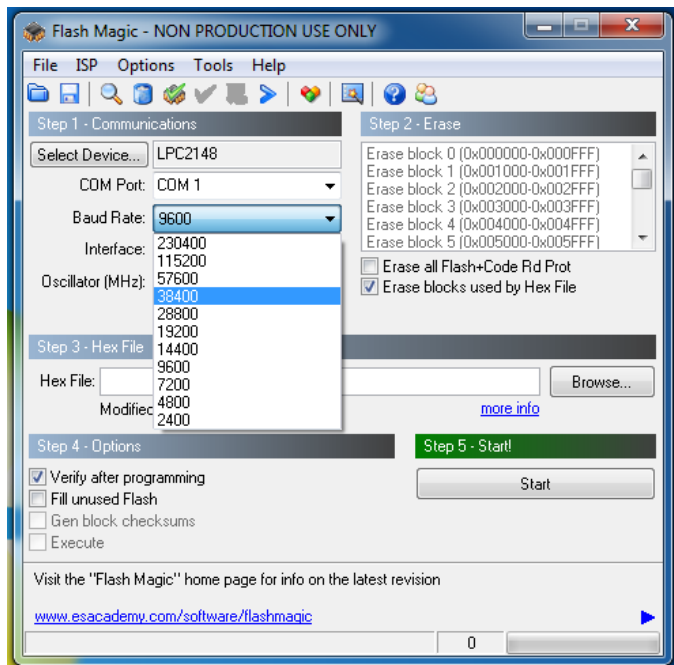 Flash Magic - NON PRODUCTION USE ONLY
File ISP Options Tools Help
Step 1 - Communications
Select Device... LPC2148
COM Port: COM 1
Baud Rate: 9600
230400
115200
57600
38400
28800
19200
14400
9600
7200
4800
2400
Interface:
Oscillator (MHz):
Step 2 - Erase
Erase block 0 (0x000000-0x000FFF)
Erase block 1 (0x001000-0x001FFF)
Erase block 2 (0x002000-0x002FFF)
Erase block 3 (0x003000-0x003FFF)
Erase block 4 (0x004000-0x004FFF)
Erase block 5 (0x005000-0x005FFF)
Erase all Flash+Code Rd Prot
Erase blocks used by Hex File
Step 3 - Hex File
Hex File: Browse...
Modified more info
Step 4 - Options
Verify after programming
Fill unused Flash
Gen block checksums
Execute
Step 5 - Start!
Start
Visit the "Flash Magic" home page for info on the latest revision
www.esacademy.com/software/flashmagic
0